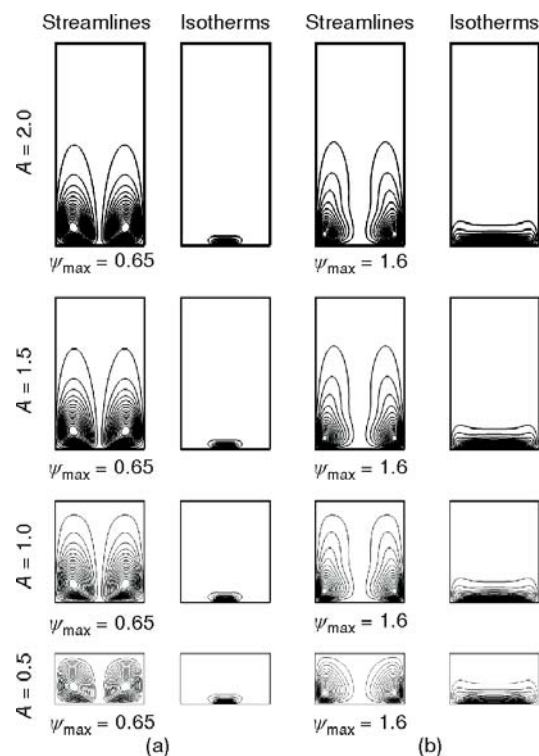 Streamlines Isotherms Streamlines Isotherms
A = 2.0
ψmax = 0.65 ψmax = 1.6
A = 1.5
ψmax = 0.65 ψmax = 1.6
A = 1.0
ψmax = 0.65 ψmax = 1.6
A = 0.5
ψmax = 0.65 ψmax = 1.6
(a) (b)